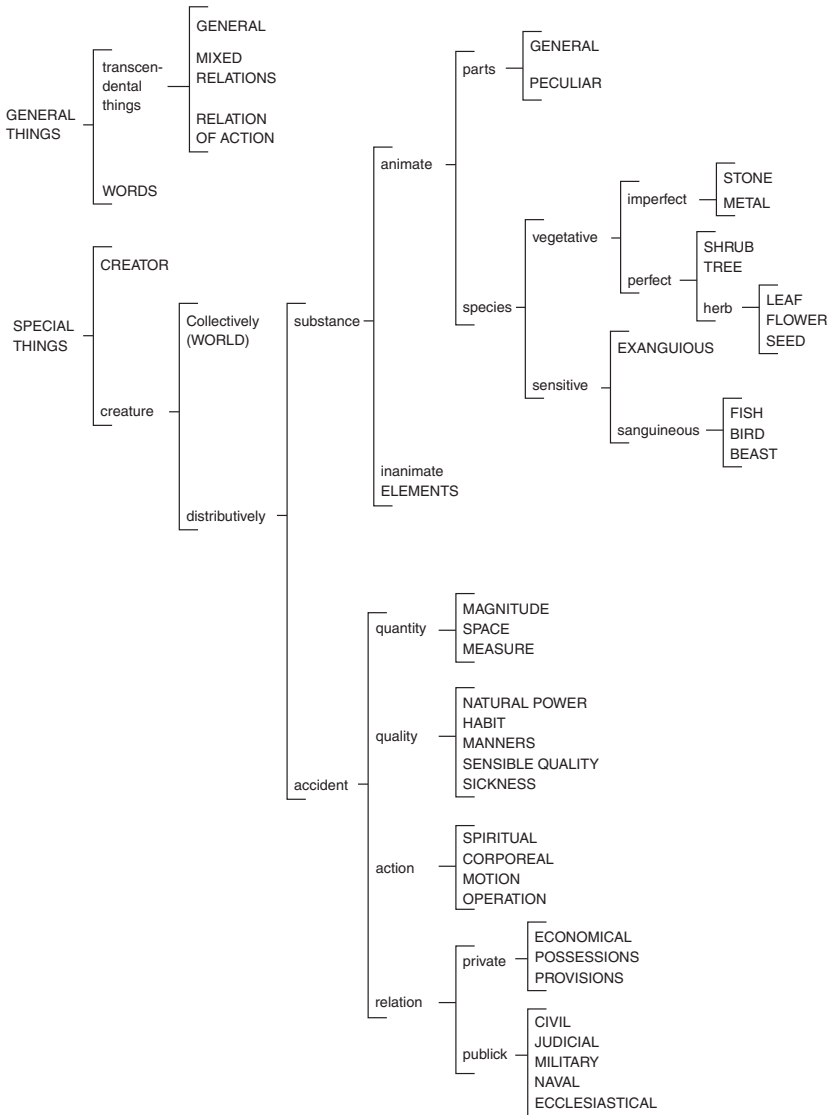 GENERAL
THINGS
transcen-
dental
things
GENERAL
MIXED
RELATIONS
RELATION
OF ACTION
WORDS
SPECIAL
THINGS
CREATOR
creature
Collectively
(WORLD)
distributively
substance
animate
parts
GENERAL
PECULIAR
species
vegetative
imperfect
STONE
METAL
perfect
SHRUB
TREE
herb
LEAF
FLOWER
SEED
sensitive
EXANGUIOUS
sanguineous
FISH
BIRD
BEAST
inanimate
ELEMENTS
accident
quantity
MAGNITUDE
SPACE
MEASURE
quality
NATURAL POWER
HABIT
MANNERS
SENSIBLE QUALITY
SICKNESS
action
SPIRITUAL
CORPOREAL
MOTION
OPERATION
relation
private
ECONOMICAL
POSSESSIONS
PROVISIONS
publick
CIVIL
JUDICIAL
MILITARY
NAVAL
ECCLESIASTICAL